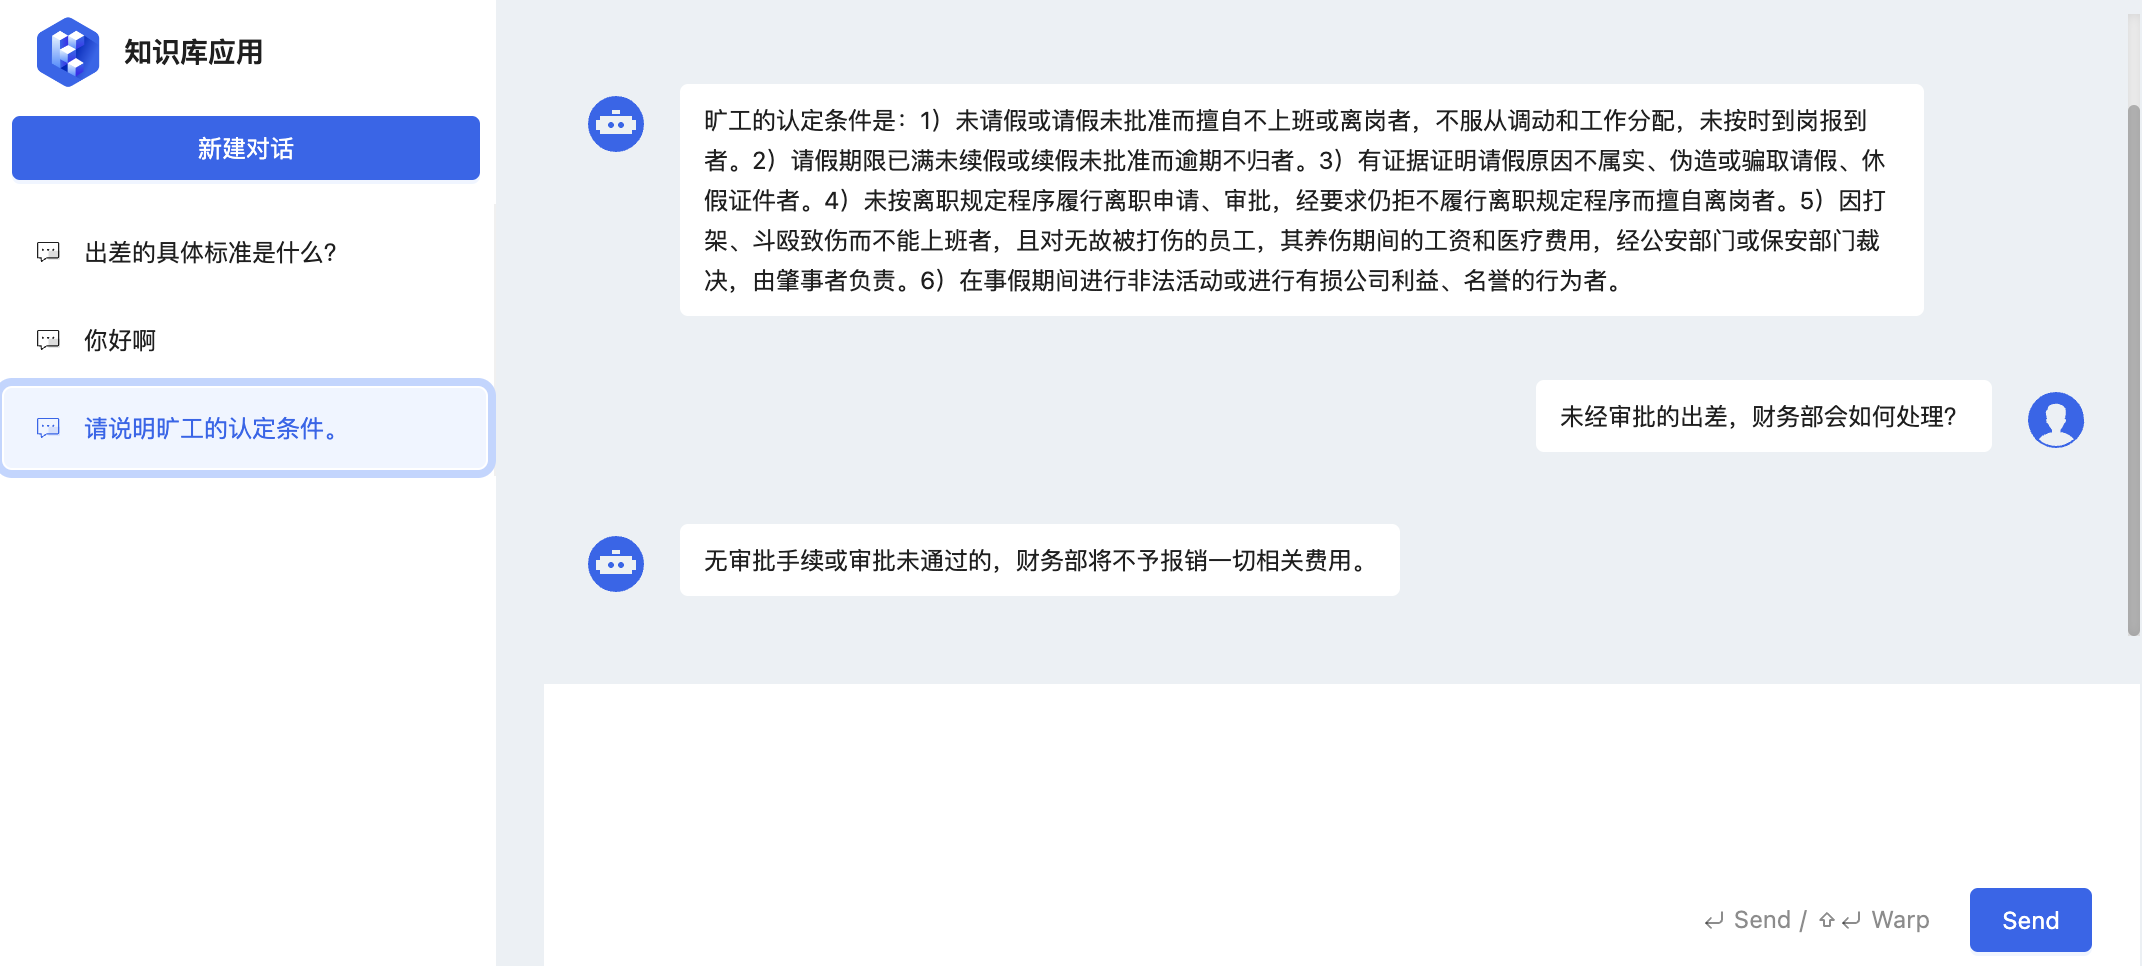 知识库应用
新建对话
出差的具体标准是什么?
你好啊
请说明旷工的认定条件。
旷工的认定条件是：1）未请假或请假未批准而擅自不上班或离岗者，不服从调动和工作分配，未按时到岗报到
者。2）请假期限已满未续假或续假未批准而逾期不归者。3）有证据证明请假原因不属实、伪造或骗取请假、休
假证件者。4）未按离职规定程序履行离职申请、审批，经要求仍拒不履行离职规定程序而擅自离岗者。5）因打
架、斗殴致伤而不能上班者，且对无故被打伤的员工，其养伤期间的工资和医疗费用，经公安部门或保安部门裁
决，由肇事者负责。6）在事假期间进行非法活动或进行有损公司利益、名誉的行为者。
未经审批的出差，财务部会如何处理?
无审批手续或审批未通过的，财务部将不予报销一切相关费用。
Send / Warp
Send